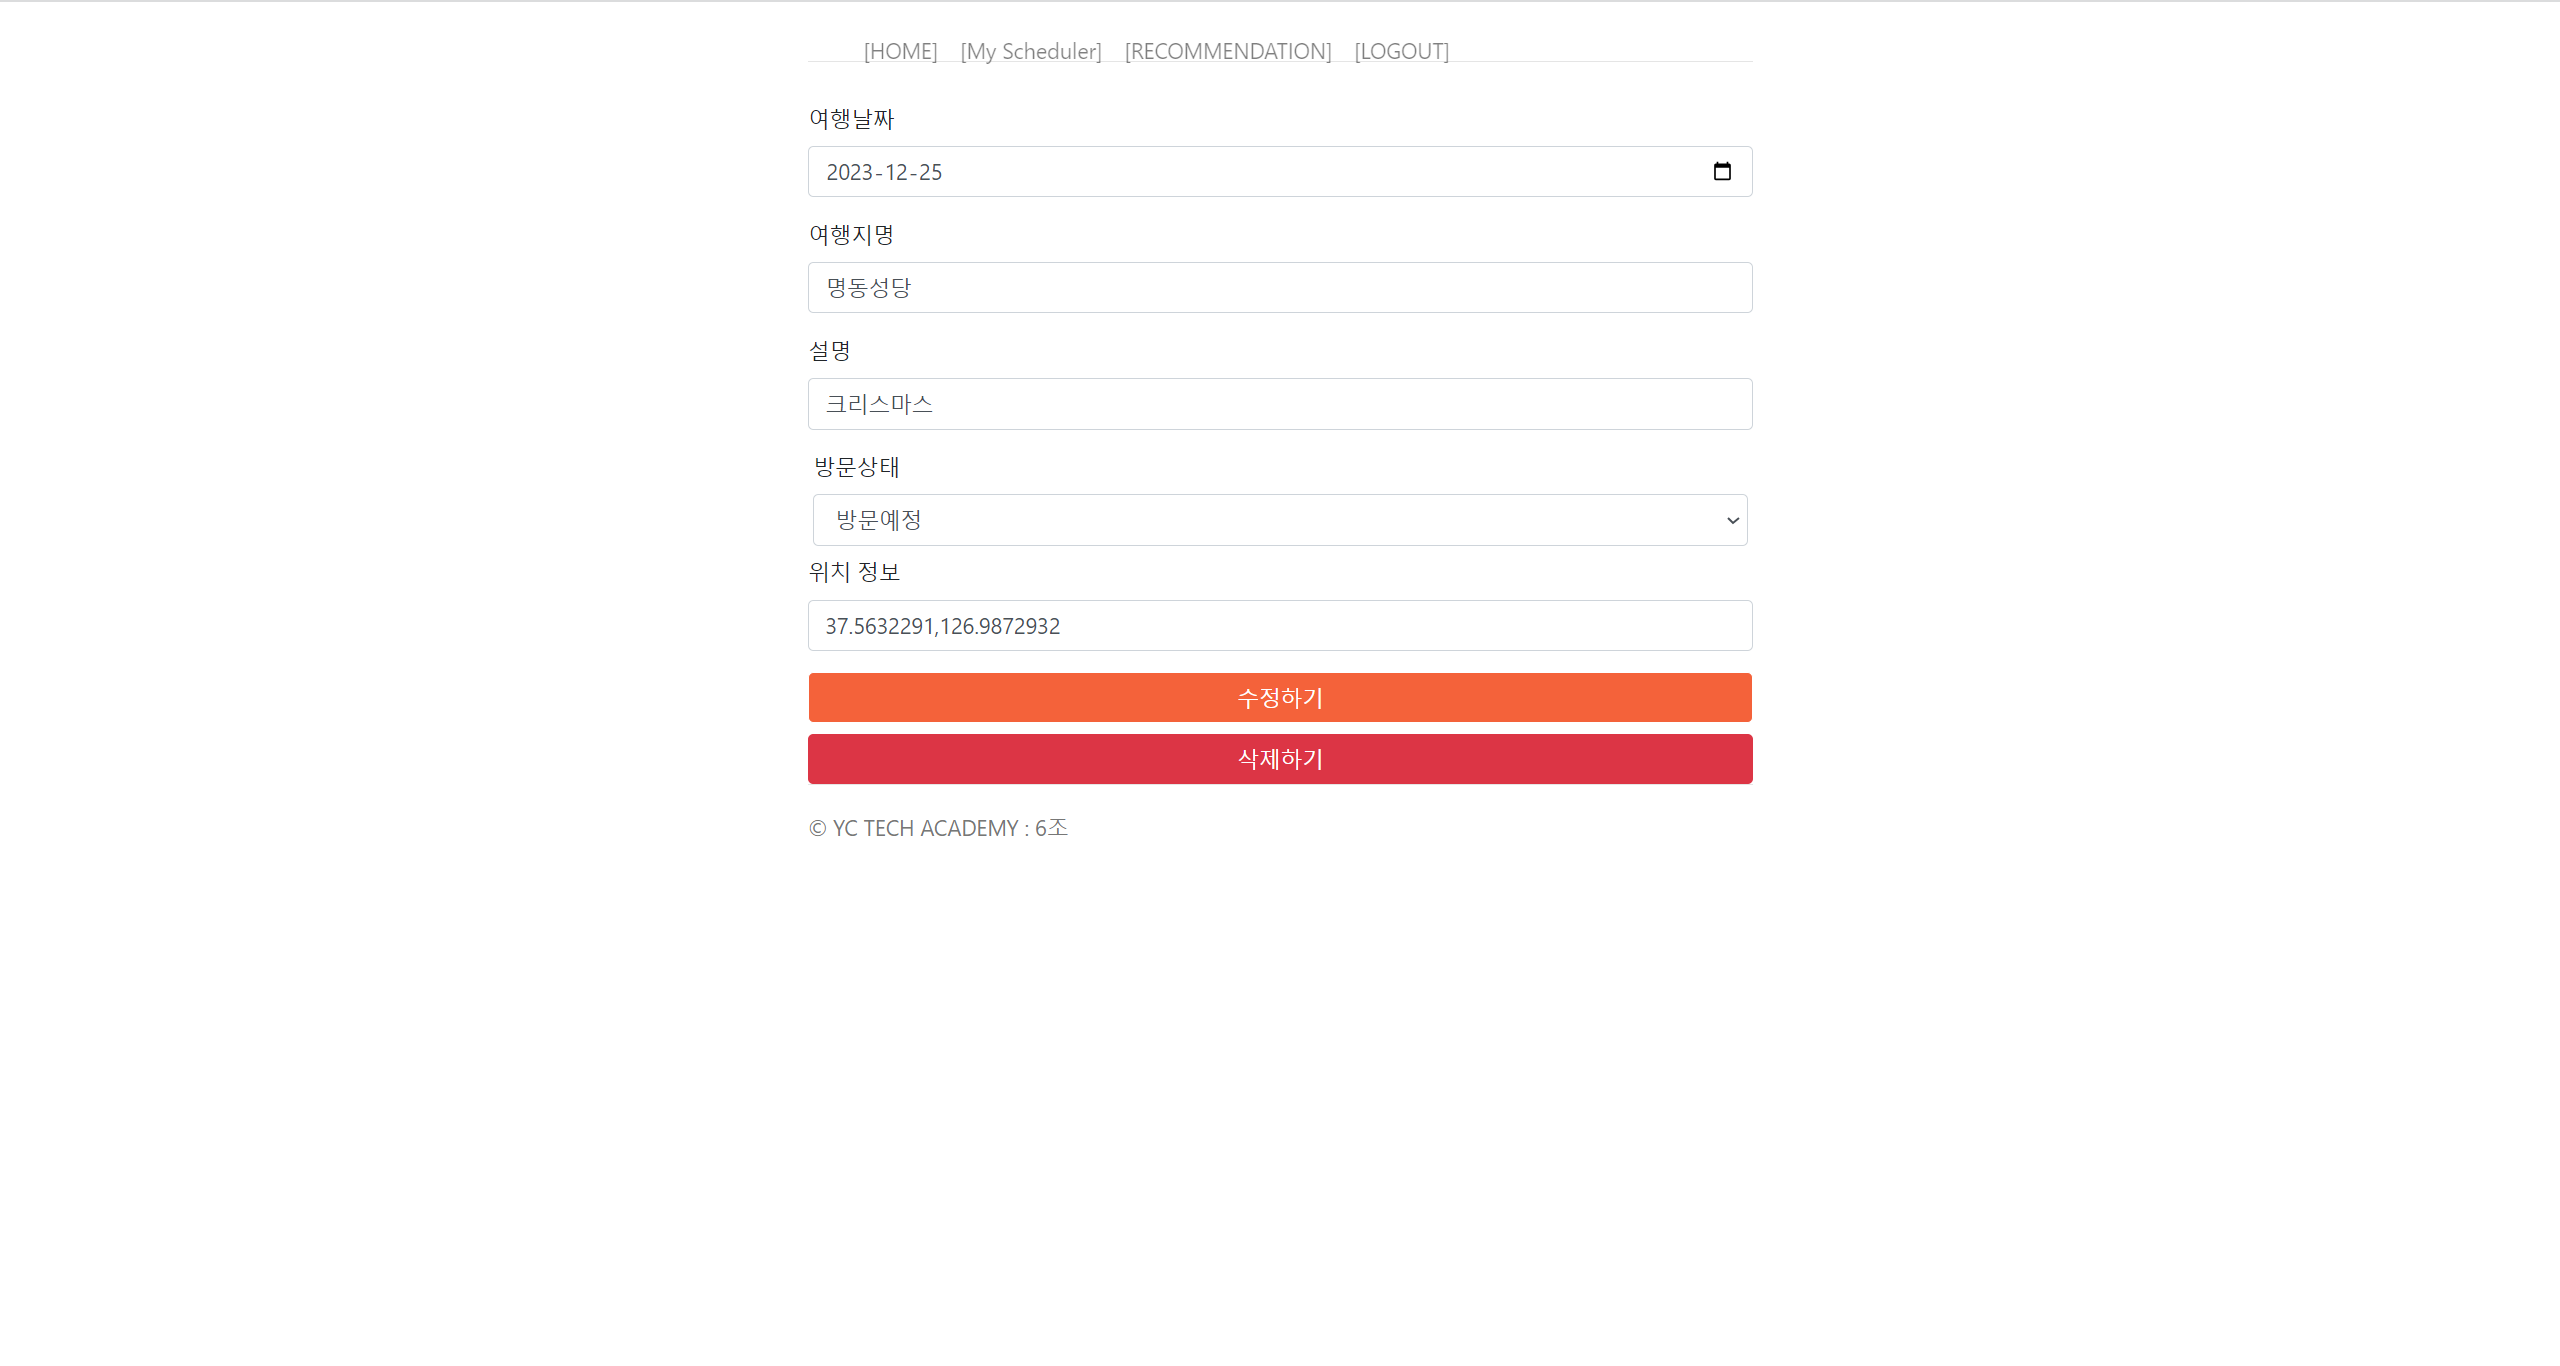 [HOME] [My Scheduler] [RECOMMENDATION] [LOGOUT]
여행날짜
2023-12-25
여행지명
명동성당
설명
크리스마스
방문상태
방문예정
위치 정보
37.5632291,126.9872932
수정하기
삭제하기
© YC TECH ACADEMY : 6조